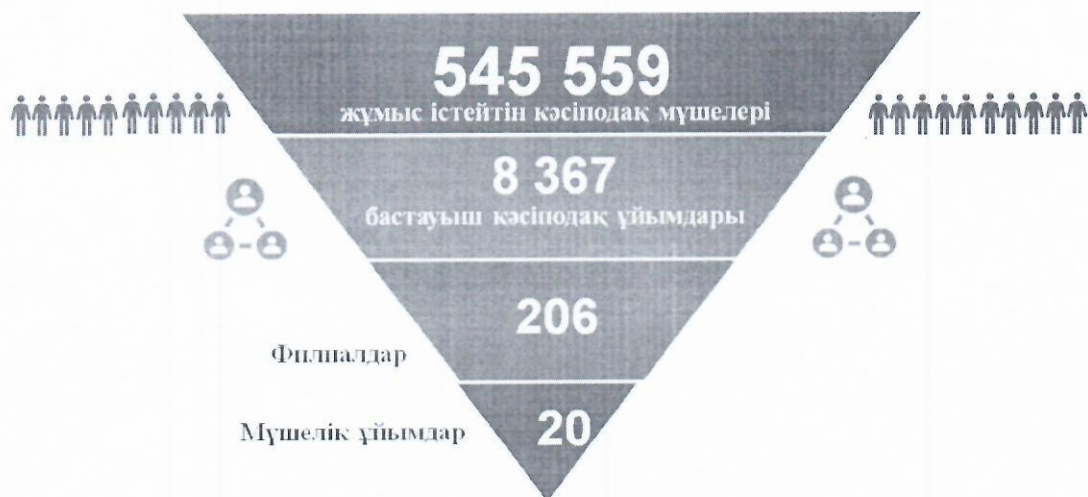 545 559
жұмыс істейтін кәсіподақ мүшелері
8 367
бастауыш кәсіподақ ұйымдары
206
Филиалдар
20
Мүшелік ұйымдар